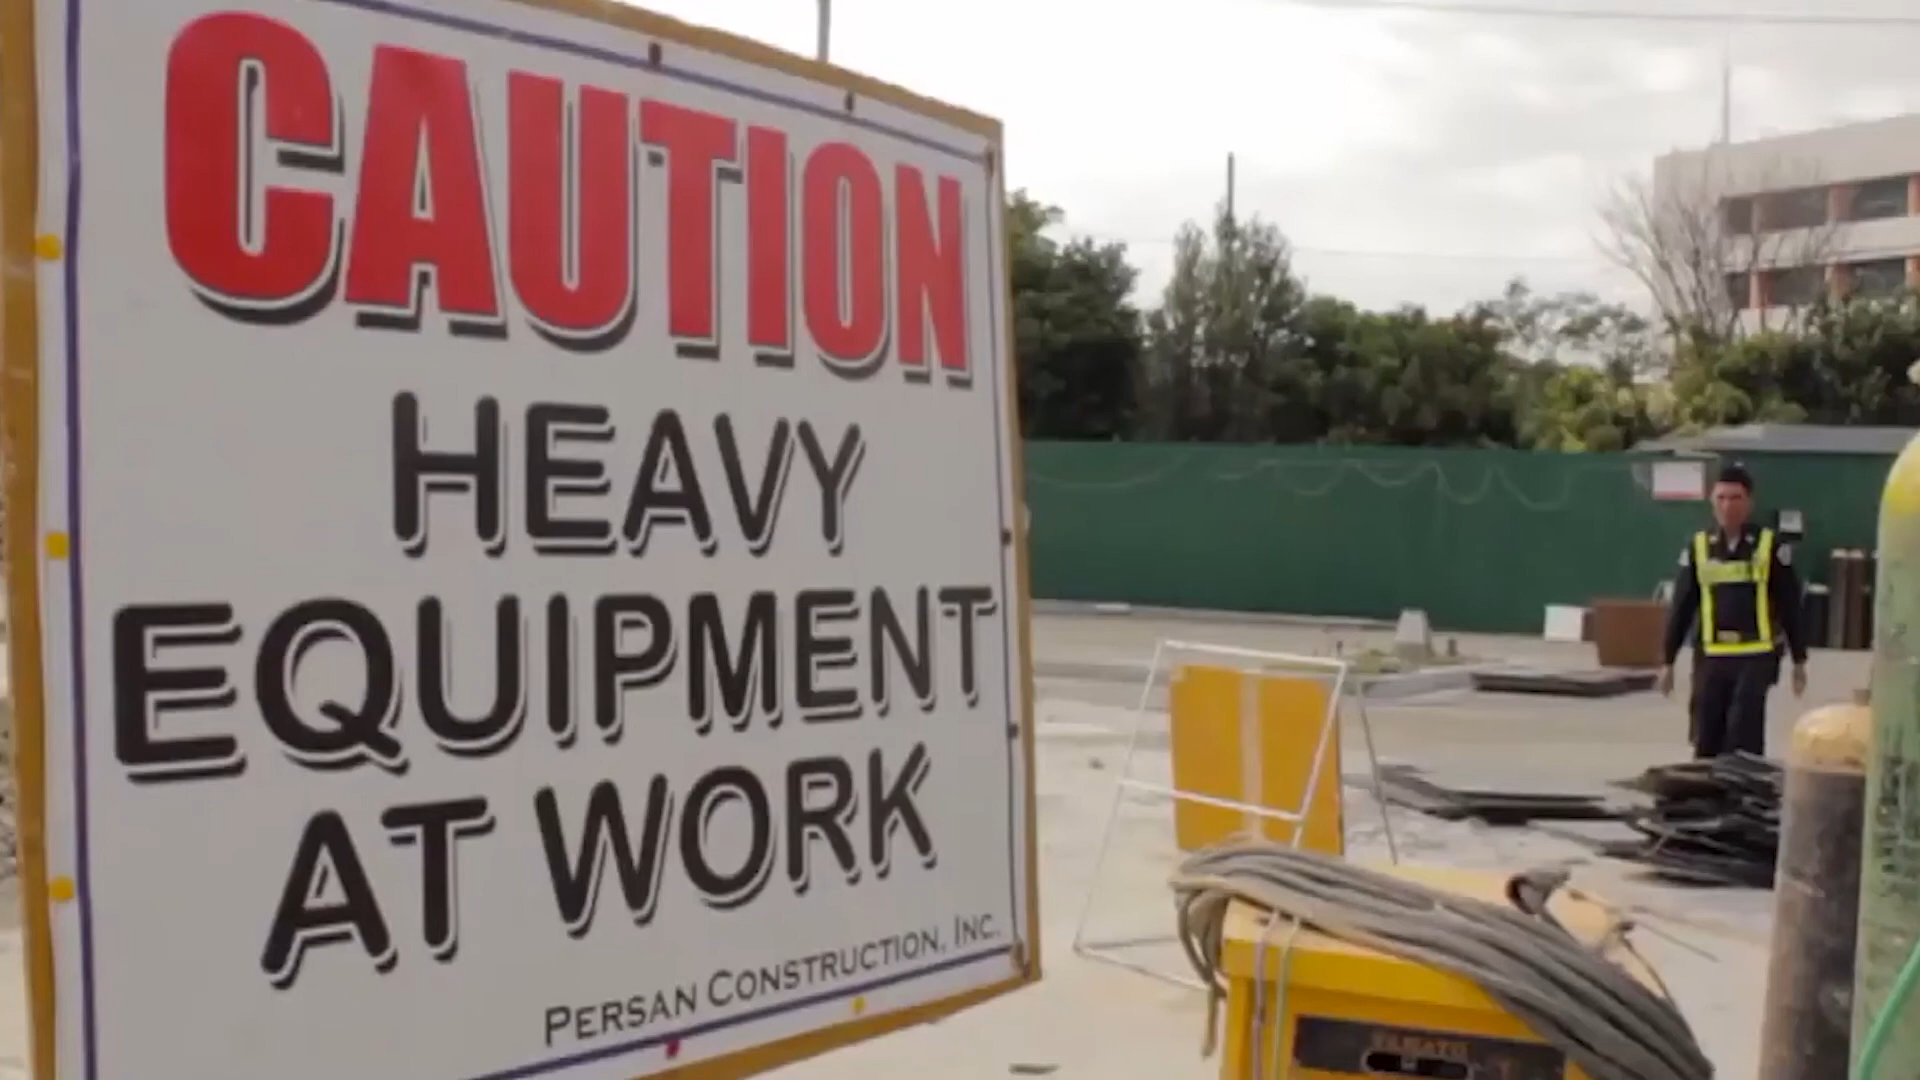 CAUTION
HEAVY
EQUIPMENT
AT WORK
PERSAN CONSTRUCTION, INC.